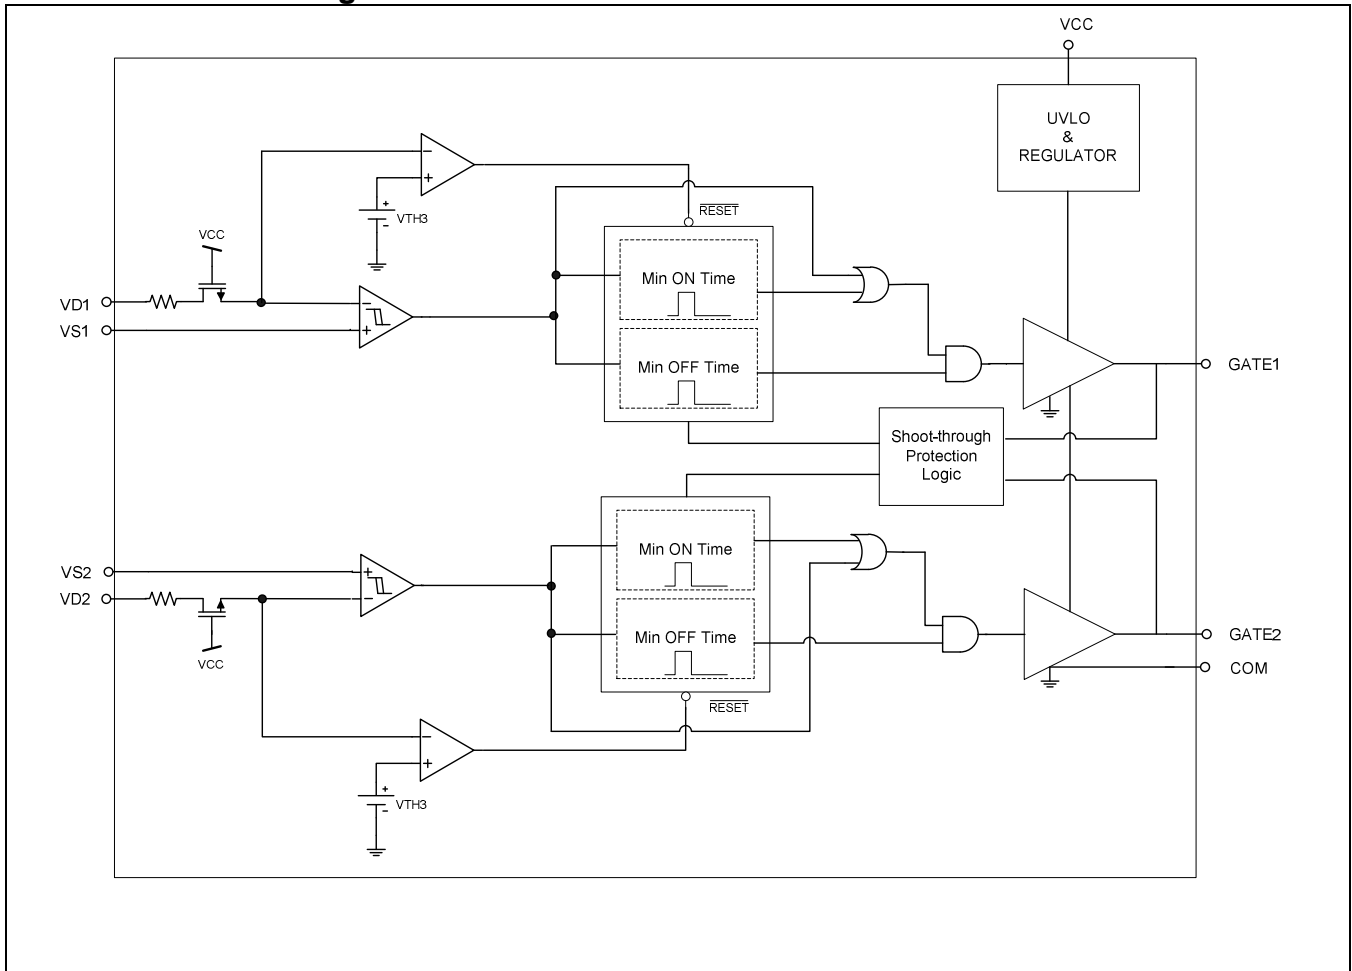 VCC
UVLO
&
REGULATOR
−
+
+
-
VTH3
RESET
VCC
VD1
−
VS1
+
Min ON Time
Min OFF Time
GATE1
Shoot-through
Protection
Logic
VS2
+
VD2
−
VCC
Min ON Time
Min OFF Time
GATE2
COM
RESET
−
+
+
-
VTH3